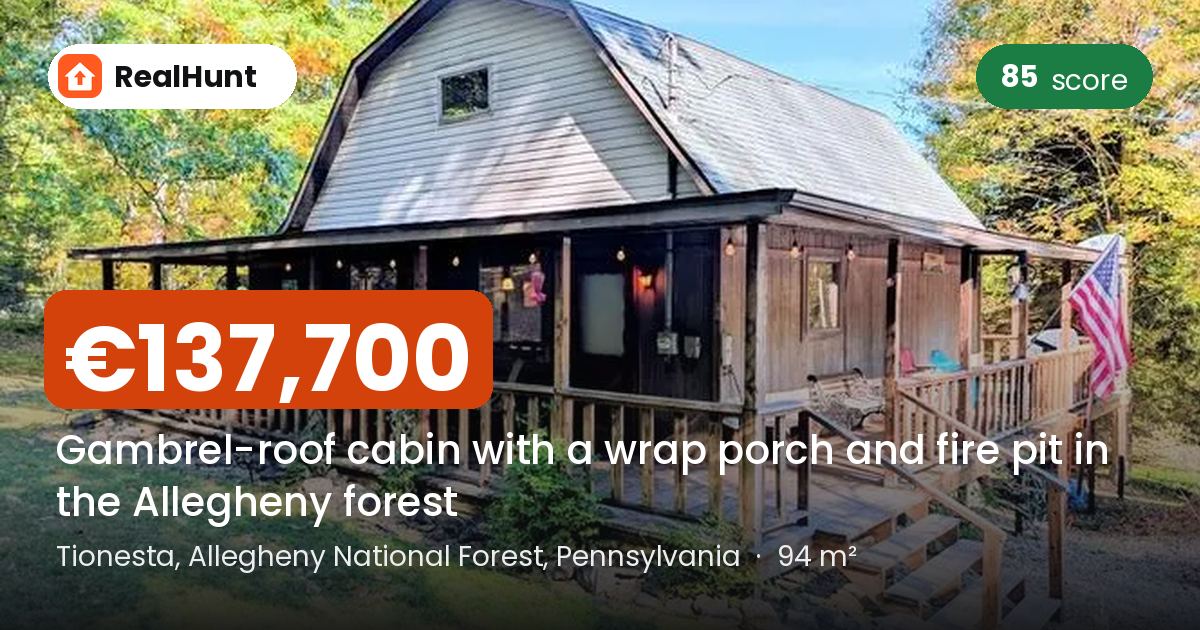 RealHunt
85 score
€137,700
Gambrel-roof cabin with a wrap porch and fire pit in
the Allegheny forest
Tionesta, Allegheny National Forest, Pennsylvania · 94 m²